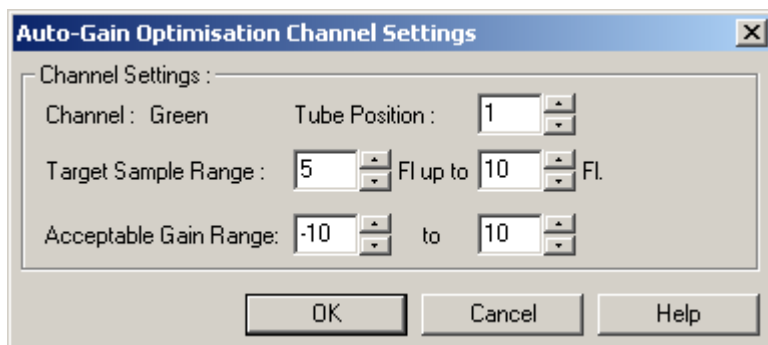 Auto-Gain Optimisation Channel Settings
Channel Settings :
Channel : Green Tube Position : 1
Target Sample Range : 5 Fl up to 10 Fl.
Acceptable Gain Range: -10 to 10
OK Cancel Help